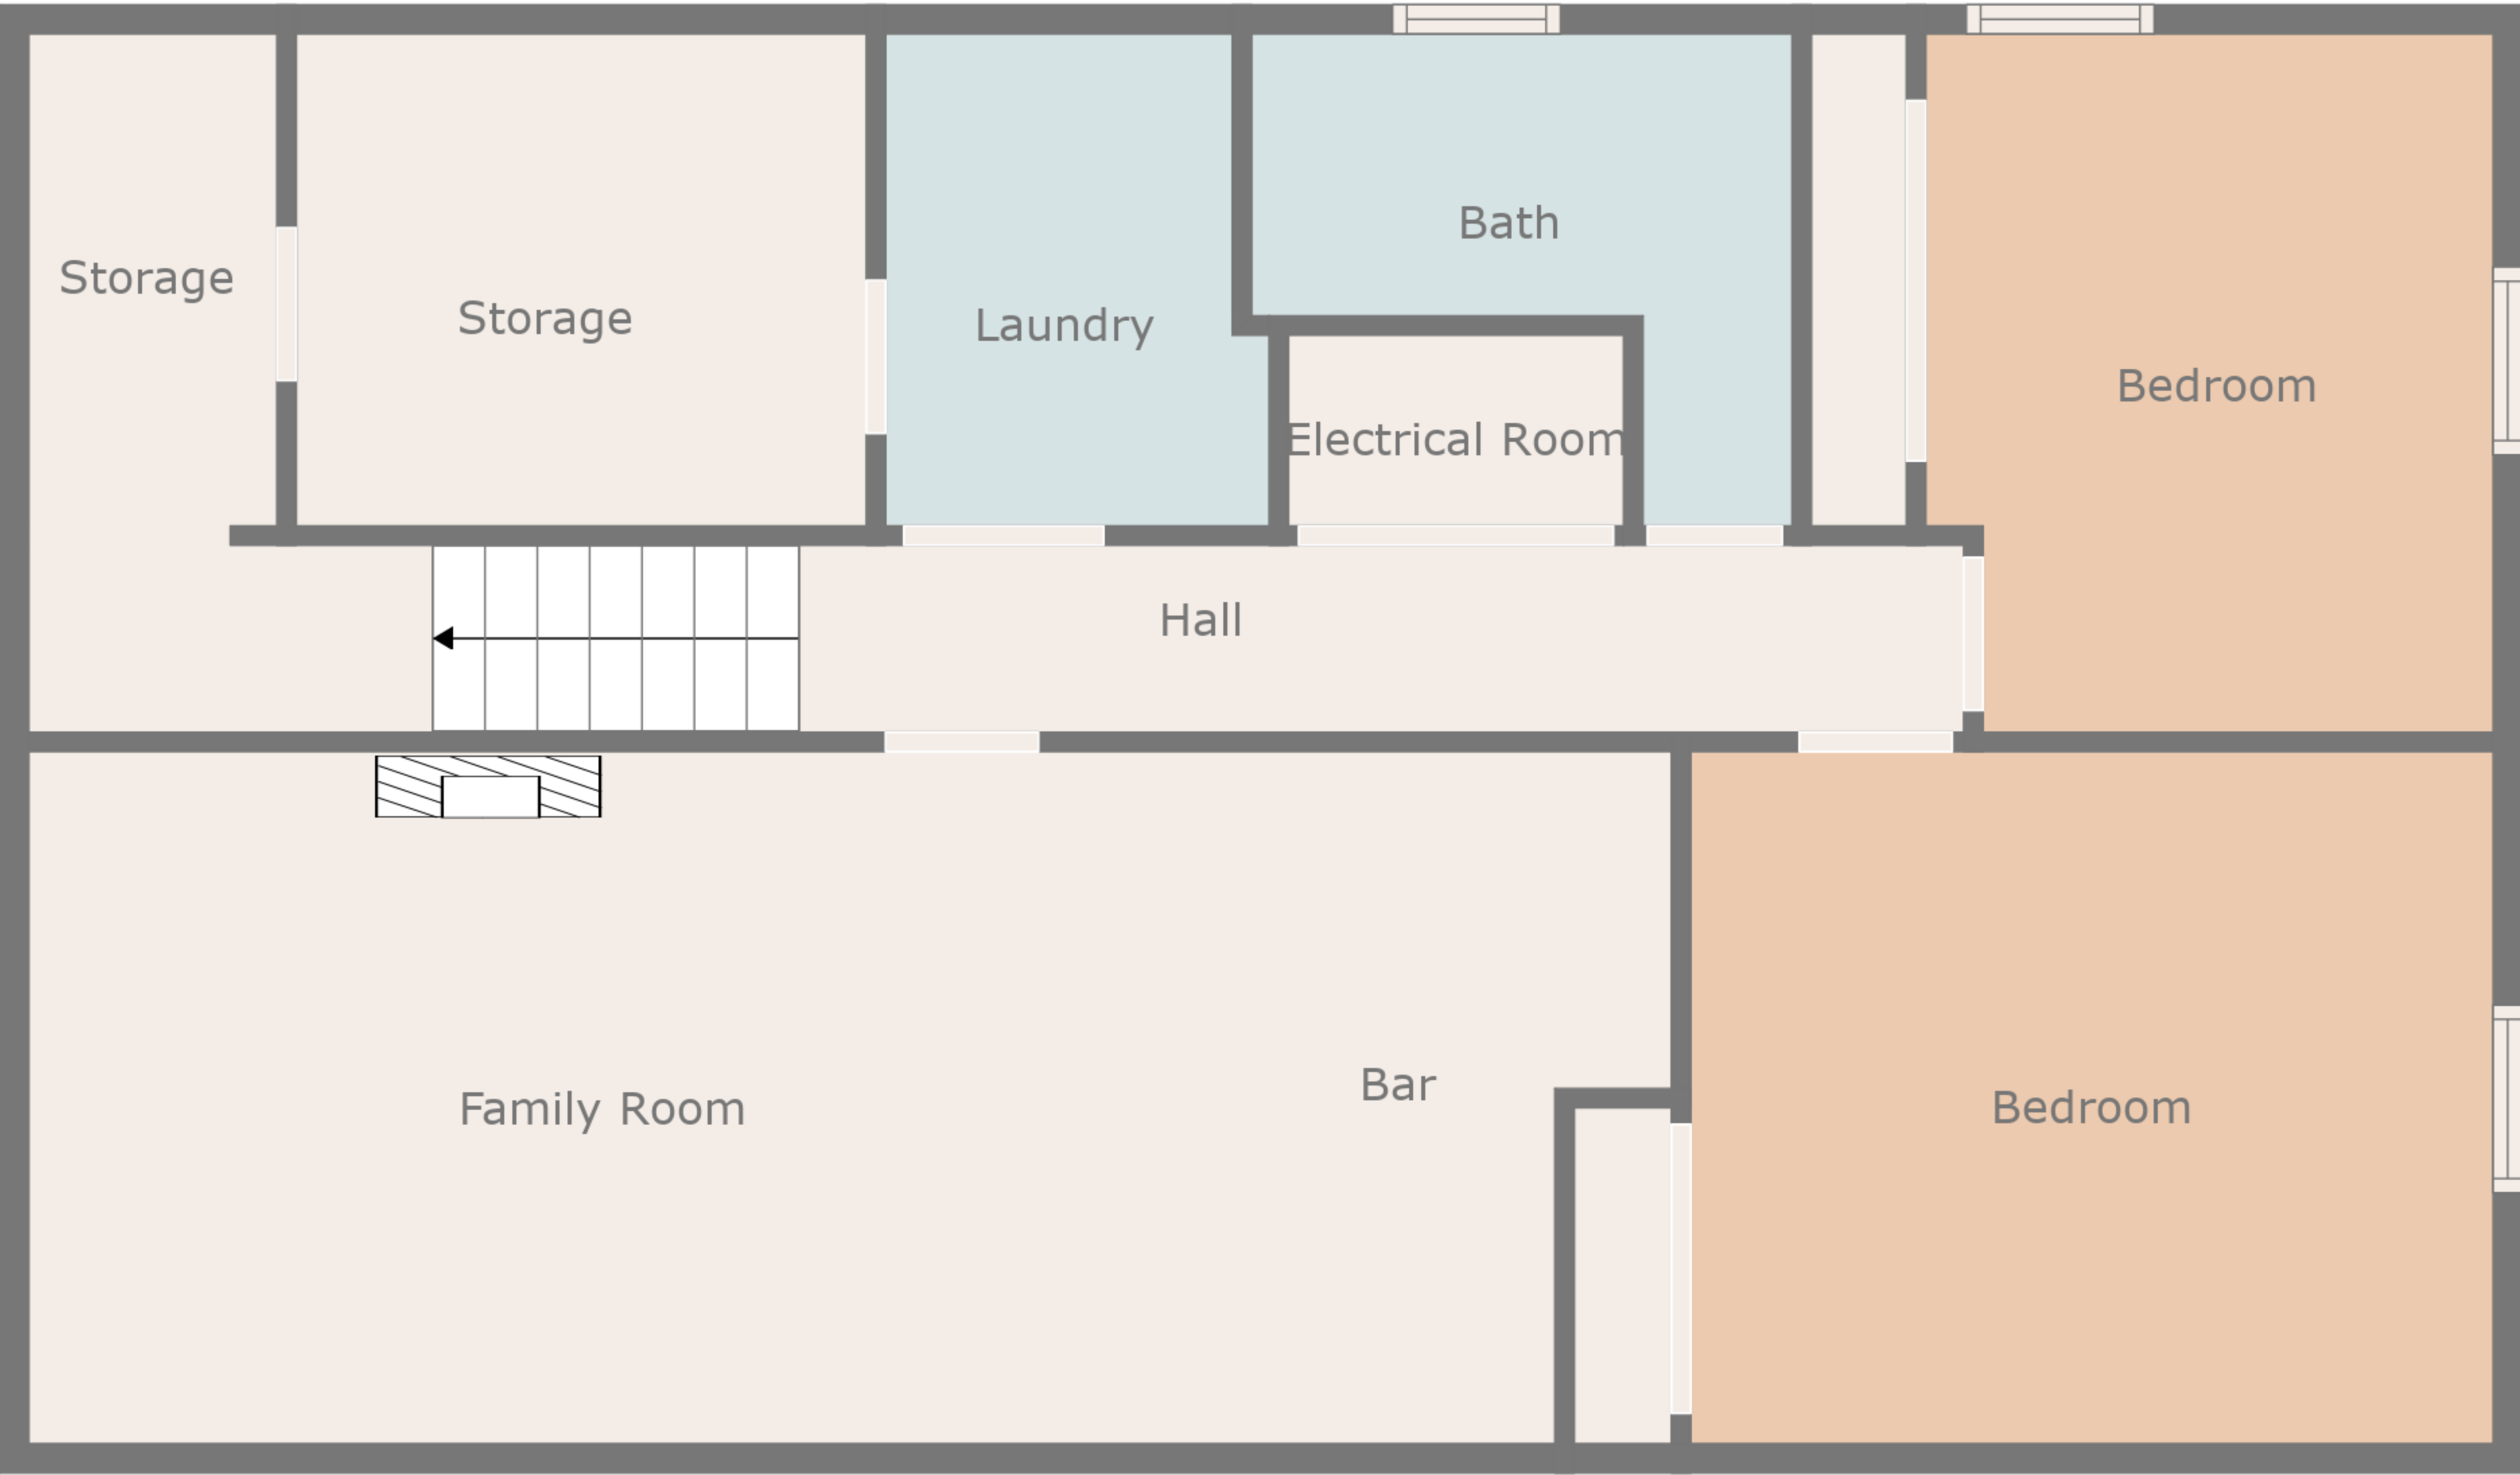 Storage
Storage
Laundry
Bath
Electrical Room
Bedroom
Hall
Family Room
Bar
Bedroom